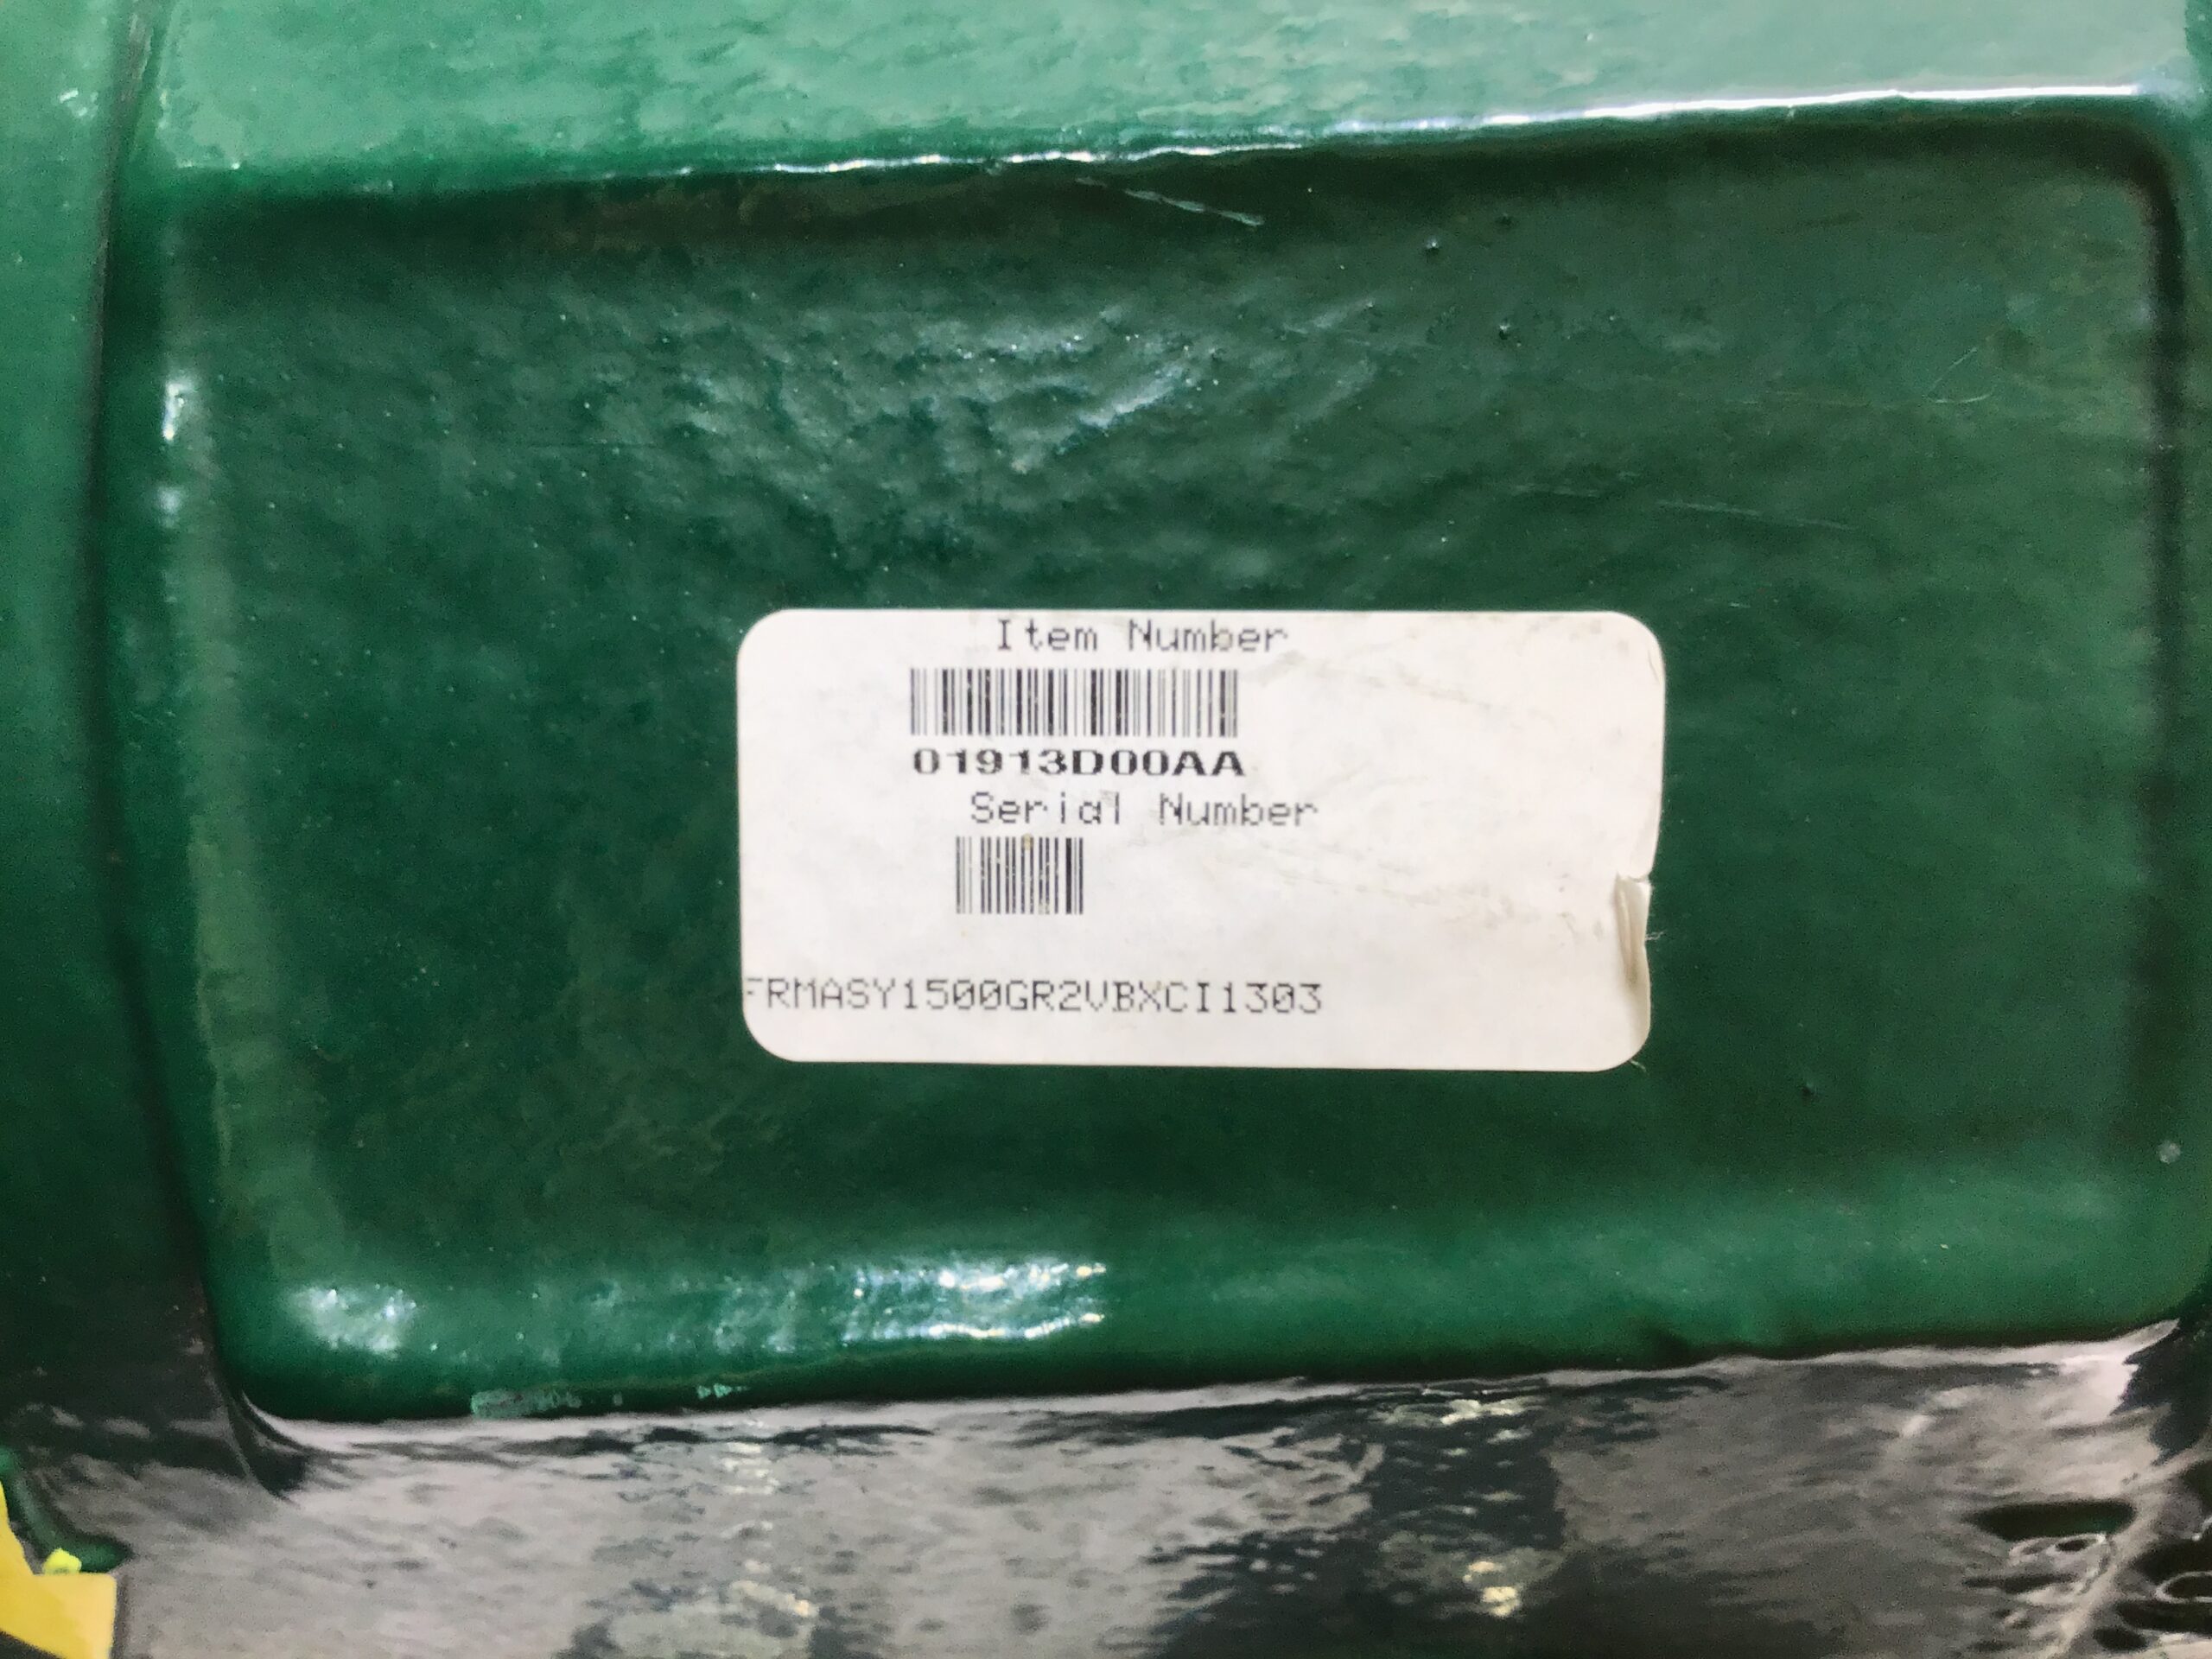 Item Number
01913D00AA
Serial Number
FRMASY1500GR2VBXCI1303